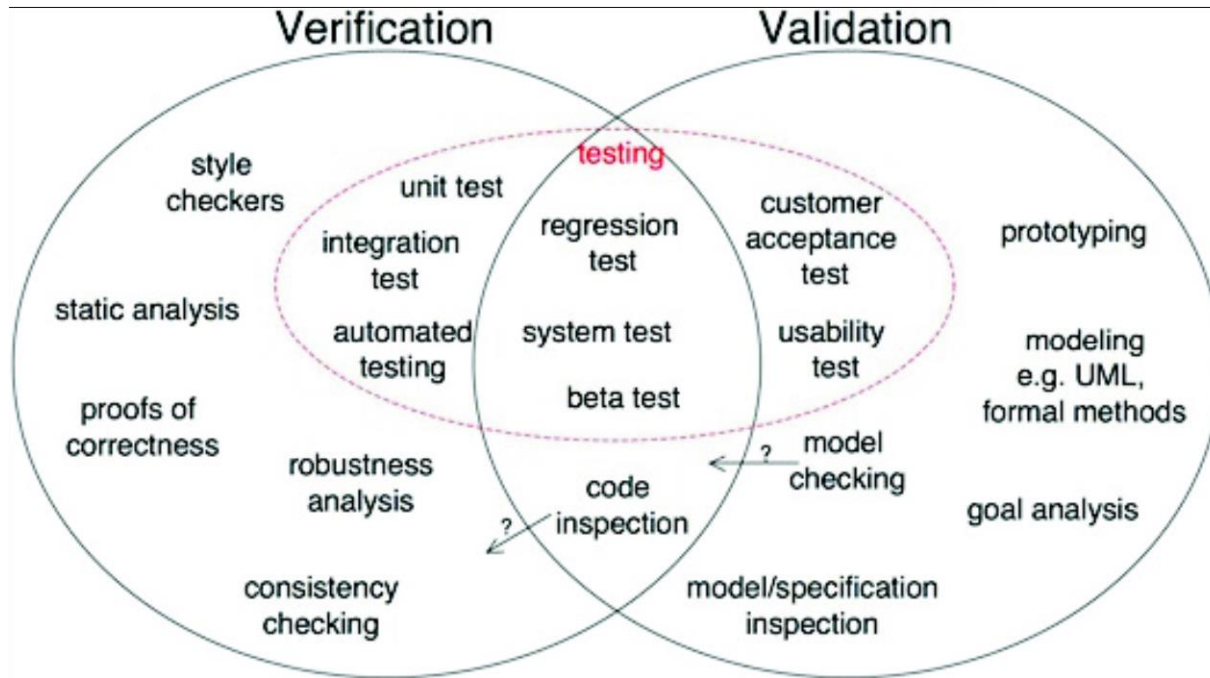 Verification
Validation
testing
style
checkers
unit test
integration
test
automated
testing
static analysis
proofs of
correctness
robustness
analysis
consistency
checking
regression
test
system test
beta test
code
inspection
?
customer
acceptance
test
usability
test
?
model
checking
model/specification
inspection
prototyping
modeling
e.g. UML,
formal methods
goal analysis